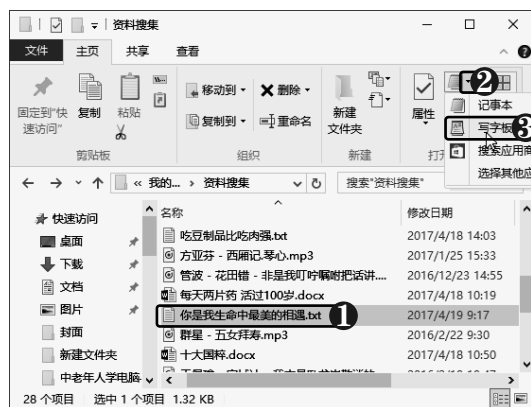 资料搜集
文件 主页 共享 查看
固定到"快速访问"
复制
粘贴
剪贴板
移动到
复制到
删除
重命名
组织
新建
文件夹
新建
属性
打开
2
记事本
写字板 3
搜索应用商
选择其他应
« 我的... › 资料搜集
搜索"资料搜集"
快速访问
桌面
下载
文档
图片
封面
新建文件夹
中老年人学电脑
名称 修改日期
吃豆制品比吃肉强.txt 2017/4/18 14:03
方亚芬 - 西厢记.琴心.mp3 2017/1/25 15:33
管波 - 花田错 - 非是我叮咛嘱咐把话讲.... 2016/12/23 14:55
每天两片药 活过100岁.docx 2017/4/18 10:19
你是我生命中最美的相遇.txt 1 2017/4/19 9:17
群星 - 五女拜寿.mp3 2016/2/22 9:30
十大国粹.docx 2017/4/18 10:50
28 个项目 选中 1 个项目 1.32 KB